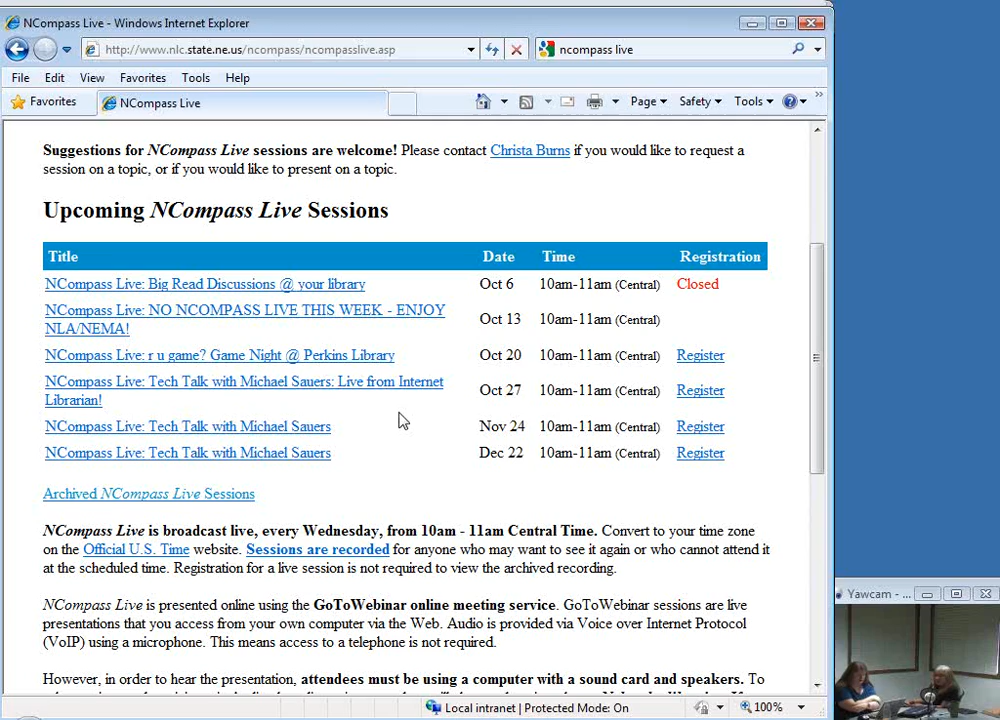 NCompass Live - Windows Internet Explorer
http://www.nlc.state.ne.us/ncompass/ncompasslive.asp
ncompass live
File Edit View Favorites Tools Help
Favorites NCompass Live Page Safety Tools
Suggestions for NCompass Live sessions are welcome! Please contact Christa Burns if you would like to request a
session on a topic, or if you would like to present on a topic.
Upcoming NCompass Live Sessions
Title Date Time Registration
NCompass Live: Big Read Discussions @ your library Oct 6 10am-11am (Central) Closed
NCompass Live: NO NCOMPASS LIVE THIS WEEK - ENJOY
NLA/NEMA! Oct 13 10am-11am (Central)
NCompass Live: r u game? Game Night @ Perkins Library Oct 20 10am-11am (Central) Register
NCompass Live: Tech Talk with Michael Sauers: Live from Internet
Librarian! Oct 27 10am-11am (Central) Register
NCompass Live: Tech Talk with Michael Sauers Nov 24 10am-11am (Central) Register
NCompass Live: Tech Talk with Michael Sauers Dec 22 10am-11am (Central) Register
Archived NCompass Live Sessions
NCompass Live is broadcast live, every Wednesday, from 10am - 11am Central Time. Convert to your time zone
on the Official U.S. Time website. Sessions are recorded for anyone who may want to see it again or who cannot attend it
at the scheduled time. Registration for a live session is not required to view the archived recording.
NCompass Live is presented online using the GoToWebinar online meeting service. GoToWebinar sessions are live
presentations that you access from your own computer via the Web. Audio is provided via Voice over Internet Protocol
(VoIP) using a microphone. This means access to a telephone is not required.
However, in order to hear the presentation, attendees must be using a computer with a sound card and speakers. To
Local intranet | Protected Mode: On 100%
Yawcam - ...